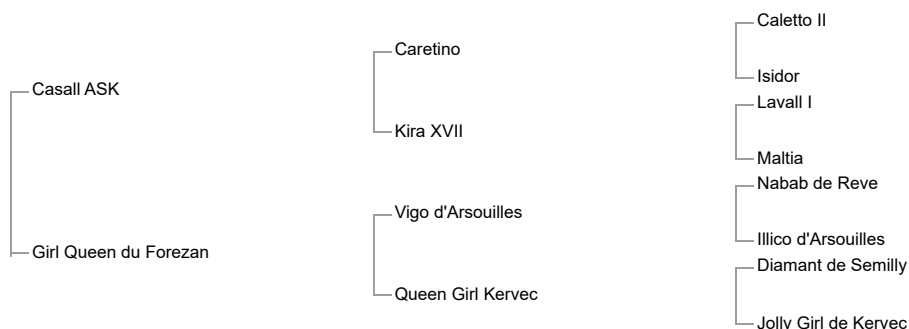 Caletto II
Caretino
Isidor
Casall ASK
Lavall I
Kira XVII
Maltia
Nabab de Reve
Vigo d'Arsouilles
Illico d'Arsouilles
Girl Queen du Forezan
Diamant de Semilly
Queen Girl Kervec
Jolly Girl de Kervec